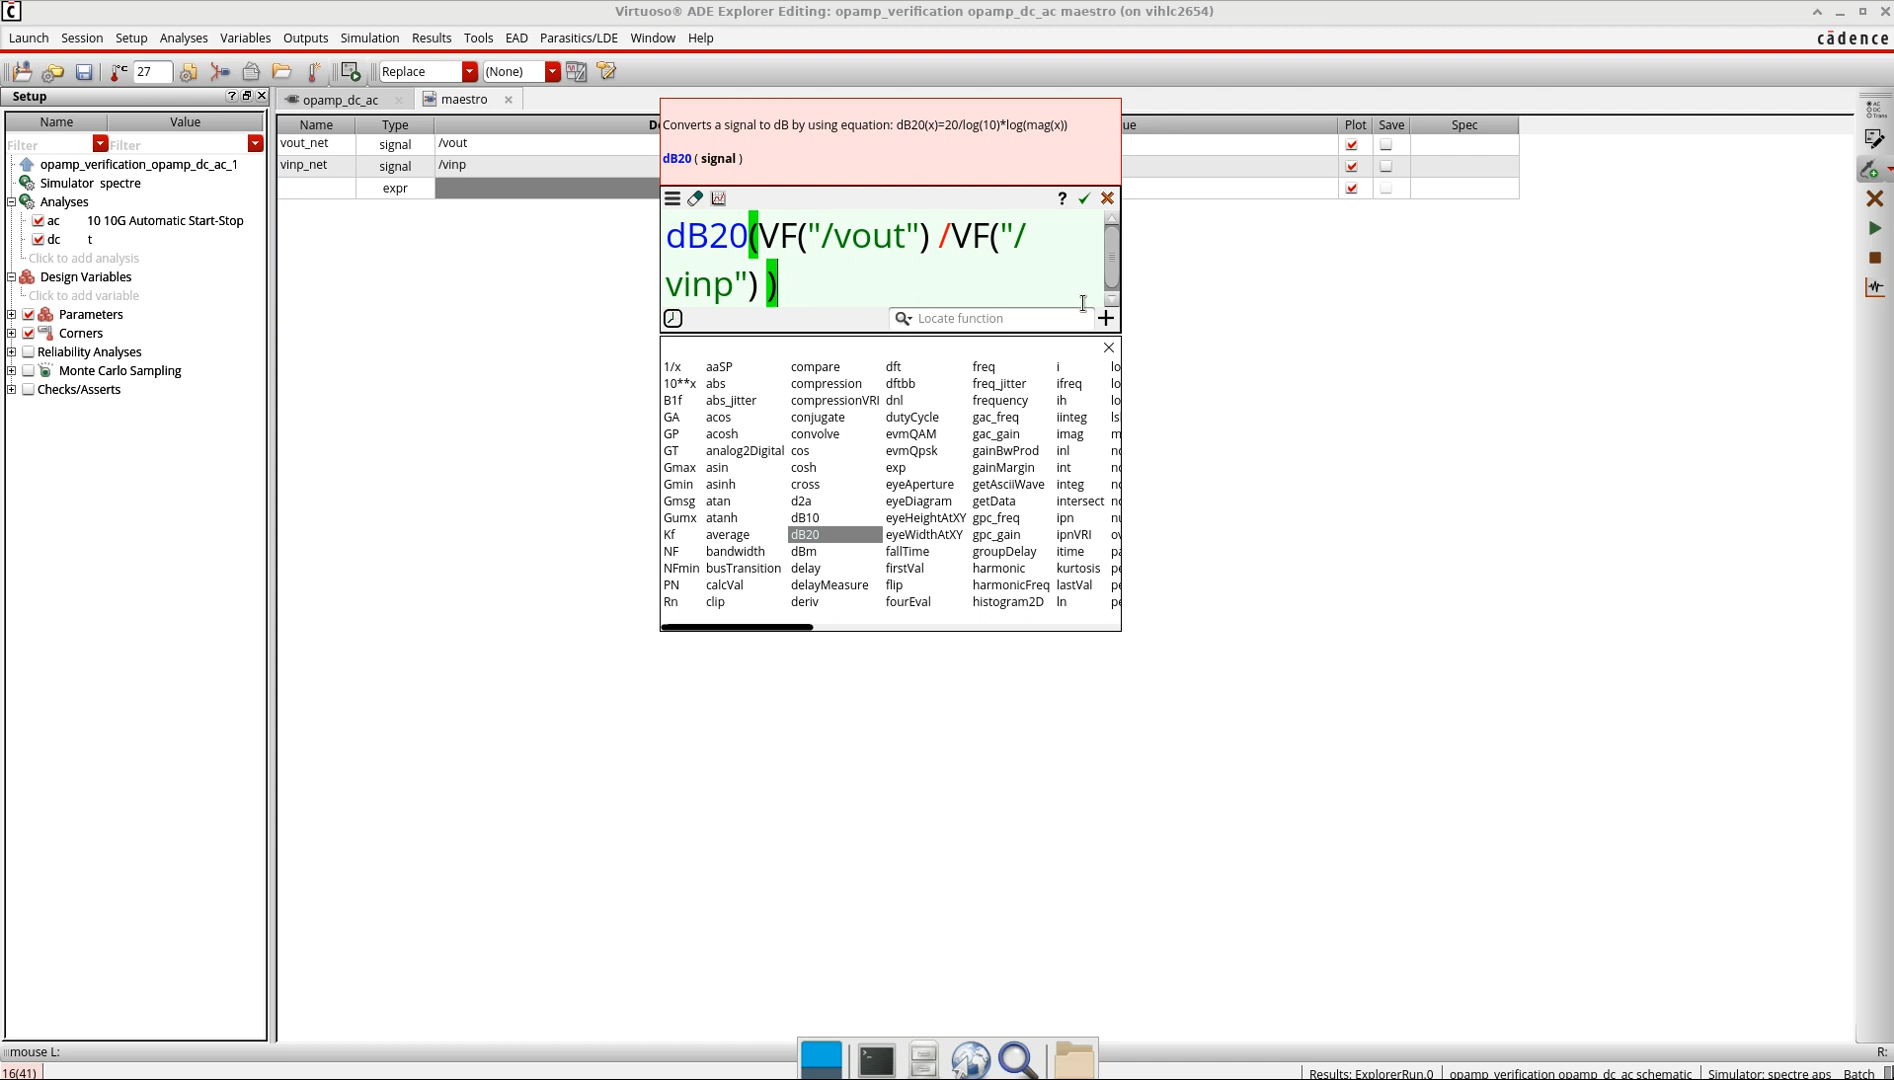 Virtuoso® ADE Explorer Editing: opamp_verification opamp_dc_ac maestro (on vihlc2654)
Launch Session Setup Analyses Variables Outputs Simulation Results Tools EAD Parasitics/LDE Window Help
cādence
27 Replace (None)
Setup
Name Value
Filter Filter
opamp_verification_opamp_dc_ac_1
Simulator spectre
Analyses
ac 10 10G Automatic Start-Stop
dc t
Click to add analysis
Design Variables
Click to add variable
Parameters
Corners
Reliability Analyses
Monte Carlo Sampling
Checks/Asserts
opamp_dc_ac maestro
Name Type De ue Plot Save Spec
vout_net signal /vout
vinp_net signal /vinp
expr
Converts a signal to dB by using equation: dB20(x)=20/log(10)*log(mag(x))
dB20 ( signal )
dB20(VF("/vout") /VF("/
vinp") )
Locate function
1/x aaSP compare dft freq i lo
10**x abs compression dftbb freq_jitter ifreq lo
B1f abs_jitter compressionVRI dnl frequency ih lo
GA acos conjugate dutyCycle gac_freq iinteg ls
GP acosh convolve evmQAM gac_gain imag m
GT analog2Digital cos evmQpsk gainBwProd inl
Gmax asin cosh exp gainMargin int
Gmin asinh cross eyeAperture getAsciiWave integ
Gmsg atan d2a eyeDiagram getData intersect
Gumx atanh dB10 eyeHeightAtXY gpc_freq ipn
Kf average dB20 eyeWidthAtXY gpc_gain ipnVRI
NF bandwidth dBm fallTime groupDelay itime
NFmin busTransition delay firstVal harmonic kurtosis
PN calcVal delayMeasure flip harmonicFreq lastVal
Rn clip deriv fourEval histogram2D ln
AC
DC
Trans
mouse L: R:
16(41) Results: ExplorerRun.0 opamp_verification opamp_dc_ac schematic Simulator: spectre aps Batch